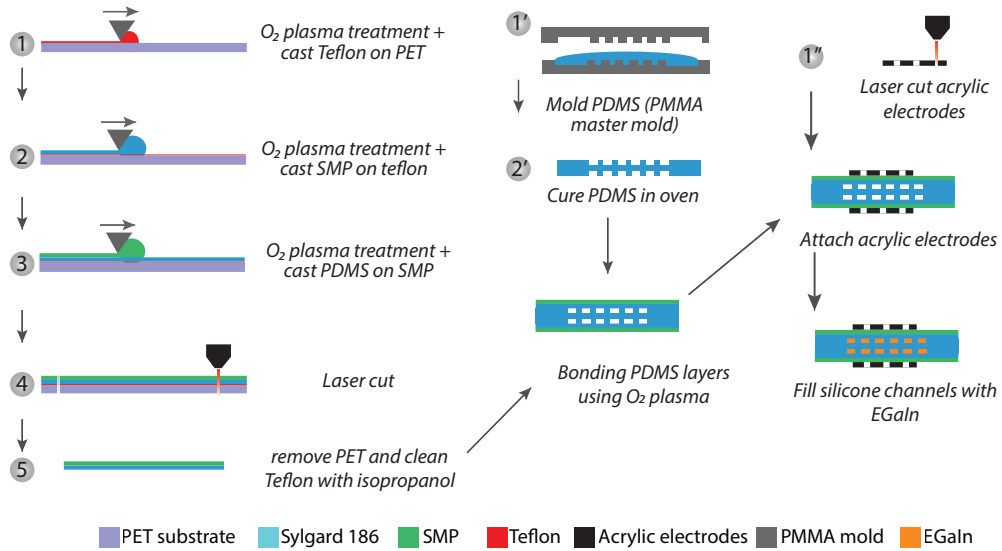 1
O₂ plasma treatment +
cast Teflon on PET
2
O₂ plasma treatment +
cast SMP on teflon
3
O₂ plasma treatment +
cast PDMS on SMP
4
Laser cut
5
remove PET and clean
Teflon with isopropanol
1'
Mold PDMS (PMMA
master mold)
2'
Cure PDMS in oven
Bonding PDMS layers
using O₂ plasma
1"
Laser cut acrylic
electrodes
Attach acrylic electrodes
Fill silicone channels with
EGaIn
PET substrate Sylgard 186 SMP Teflon Acrylic electrodes PMMA mold EGaIn